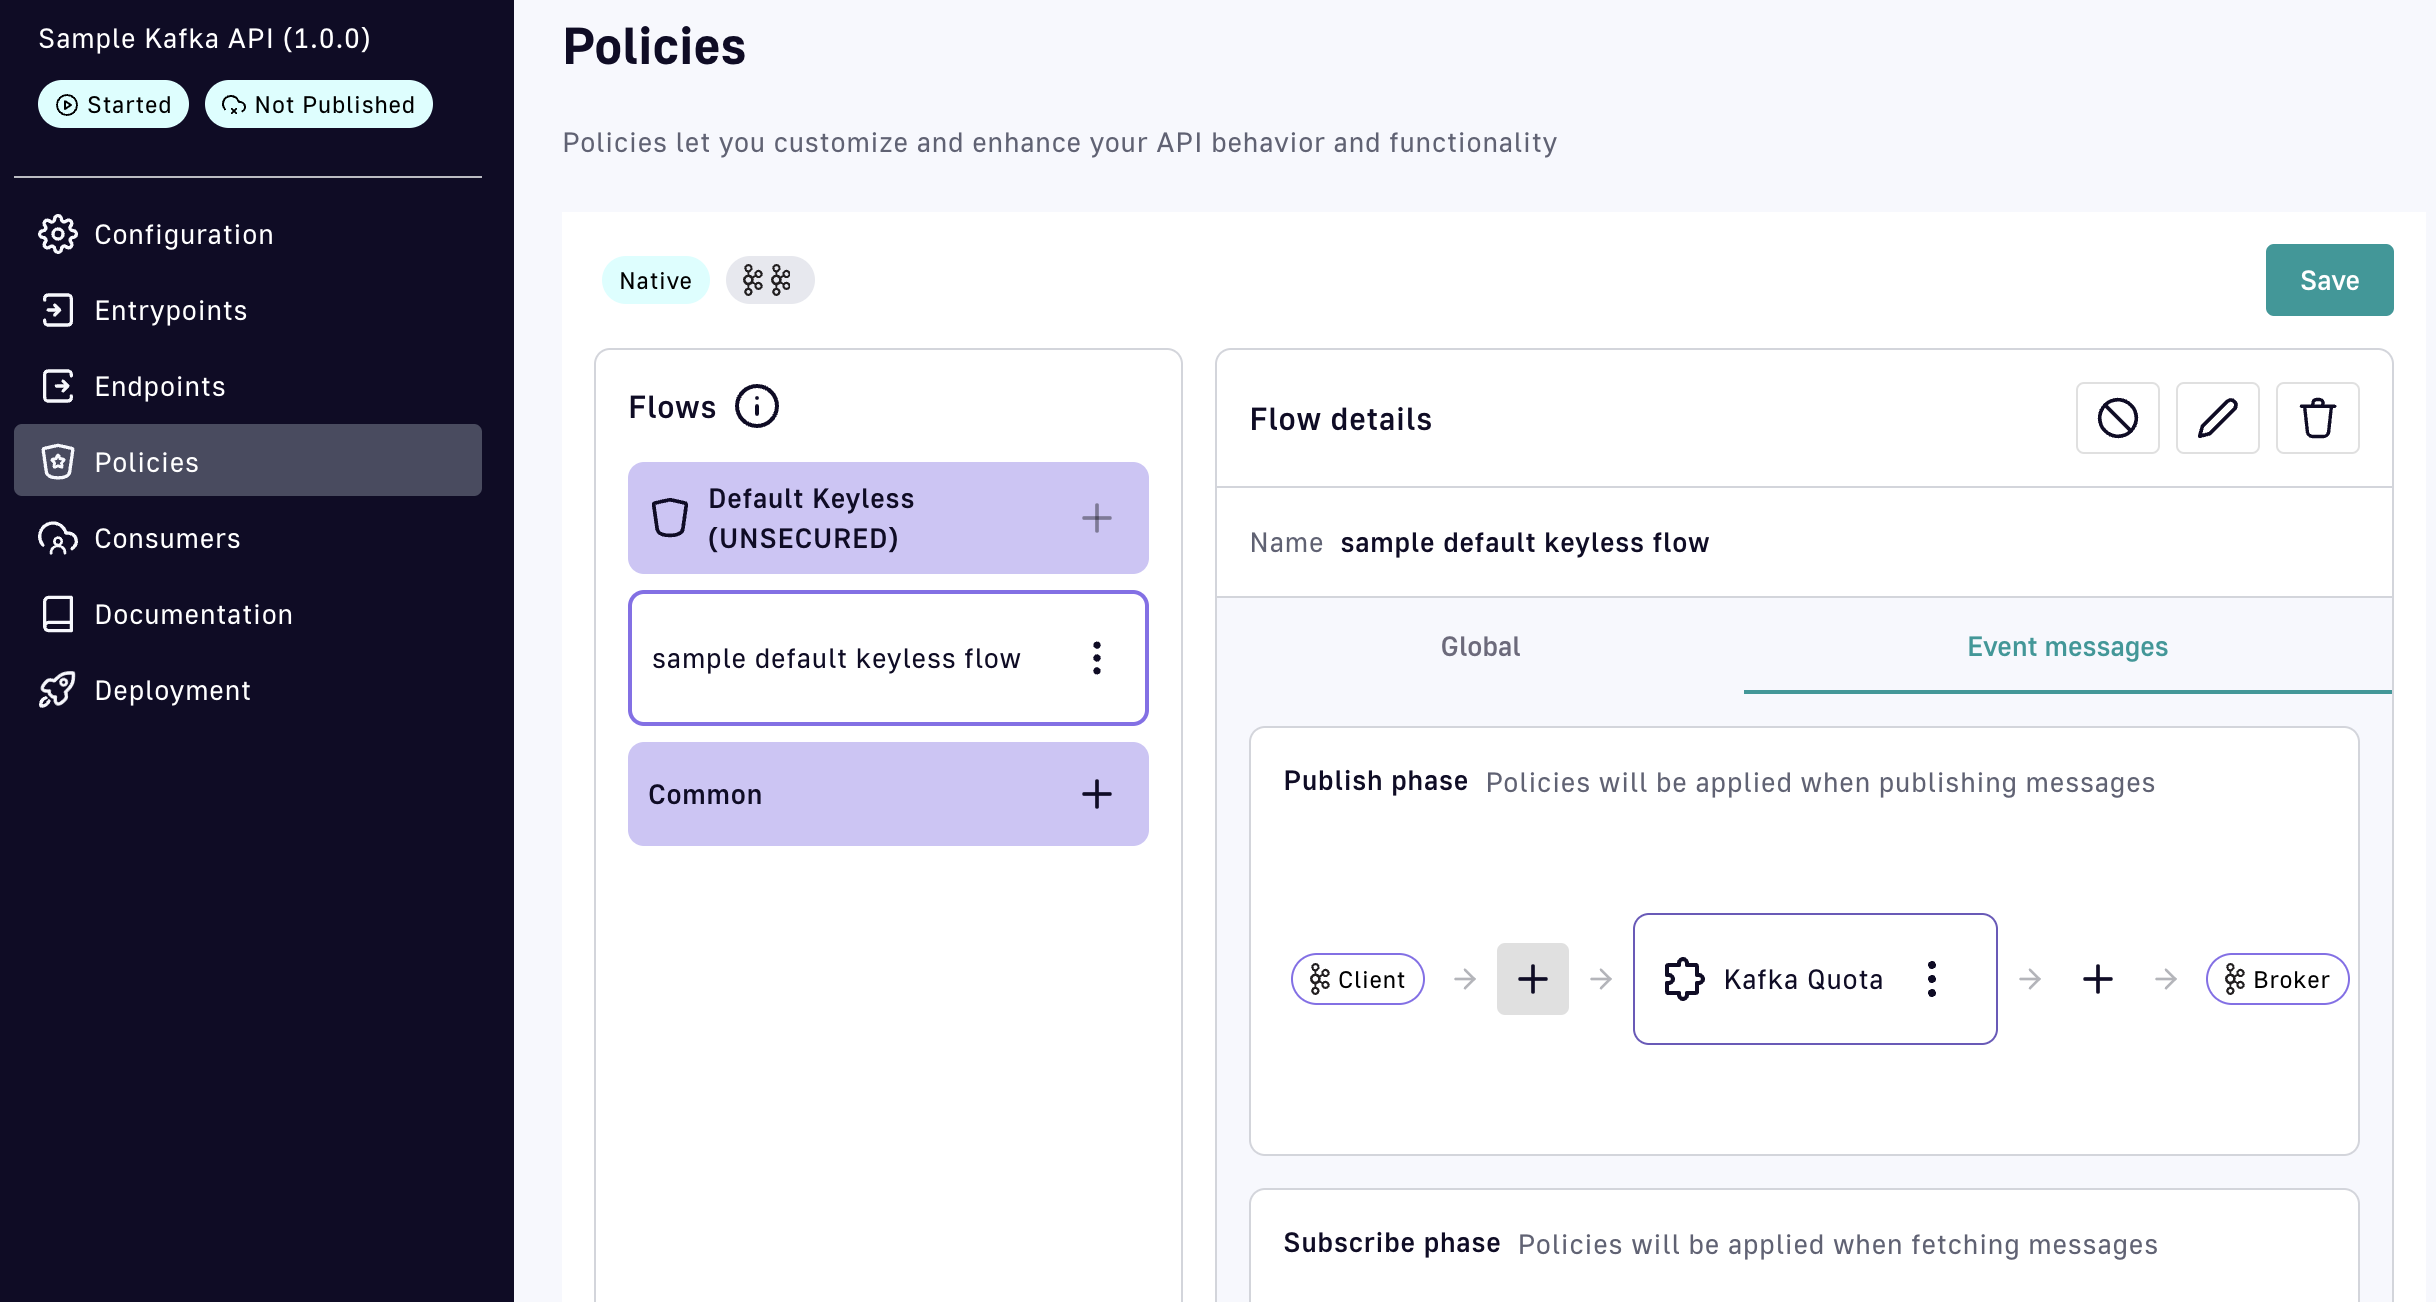 Sample Kafka API (1.0.0)
Started
Not Published
Configuration
Entrypoints
Endpoints
Policies
Consumers
Documentation
Deployment
Policies
Policies let you customize and enhance your API behavior and functionality
Native
Save
Flows
Default Keyless
(UNSECURED)
sample default keyless flow
Common
Flow details
Name sample default keyless flow
Global
Event messages
Publish phase Policies will be applied when publishing messages
Client
Kafka Quota
Broker
Subscribe phase Policies will be applied when fetching messages